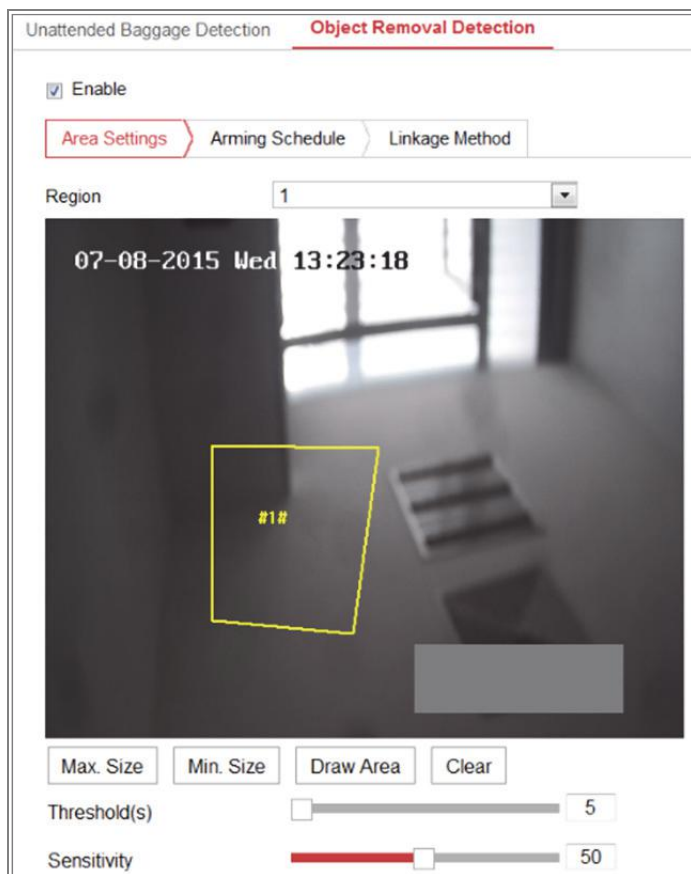 Unattended Baggage Detection Object Removal Detection
Enable
Area Settings Arming Schedule Linkage Method
Region 1
07-08-2015 Wed 13:23:18
#1#
Max. Size Min. Size Draw Area Clear
Threshold(s) 5
Sensitivity 50